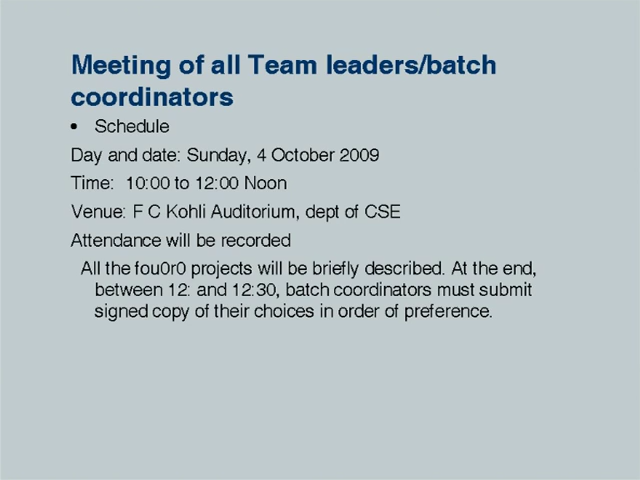 Meeting of all Team leaders/batch
coordinators
• Schedule
Day and date: Sunday, 4 October 2009
Time:  10:00 to 12:00 Noon
Venue: F C Kohli Auditorium, dept of CSE
Attendance will be recorded
All the fou0r0 projects will be briefly described. At the end,
between 12: and 12:30, batch coordinators must submit
signed copy of their choices in order of preference.